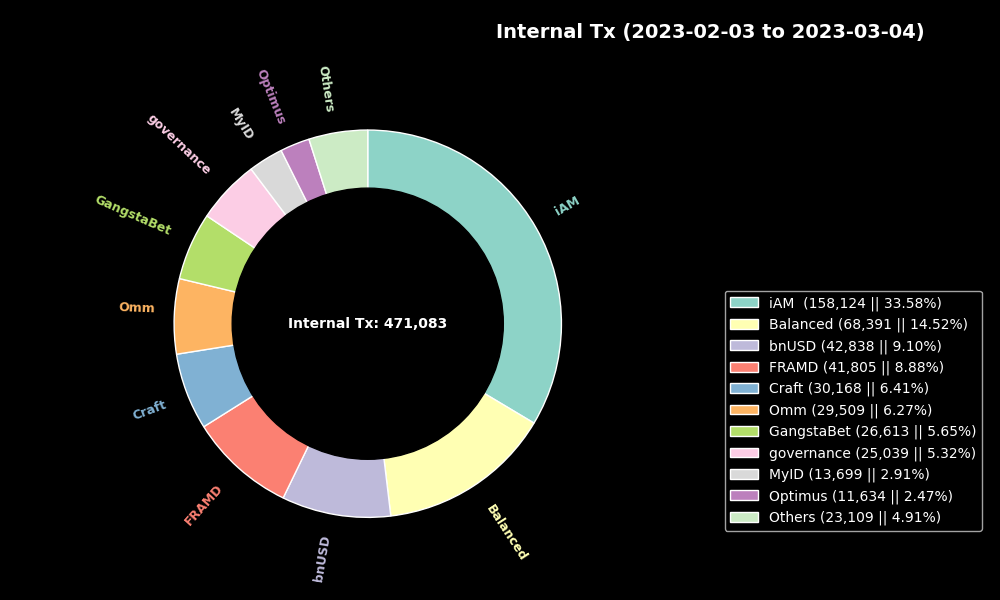 Internal Tx (2023-02-03 to 2023-03-04)
Others
Optimus
MyID
governance
GangstaBet
iAM
Omm
Internal Tx: 471,083
Craft
FRAMD
bnUSD
Balanced
iAM  (158,124 || 33.58%)
Balanced (68,391 || 14.52%)
bnUSD (42,838 || 9.10%)
FRAMD (41,805 || 8.88%)
Craft (30,168 || 6.41%)
Omm (29,509 || 6.27%)
GangstaBet (26,613 || 5.65%)
governance (25,039 || 5.32%)
MyID (13,699 || 2.91%)
Optimus (11,634 || 2.47%)
Others (23,109 || 4.91%)